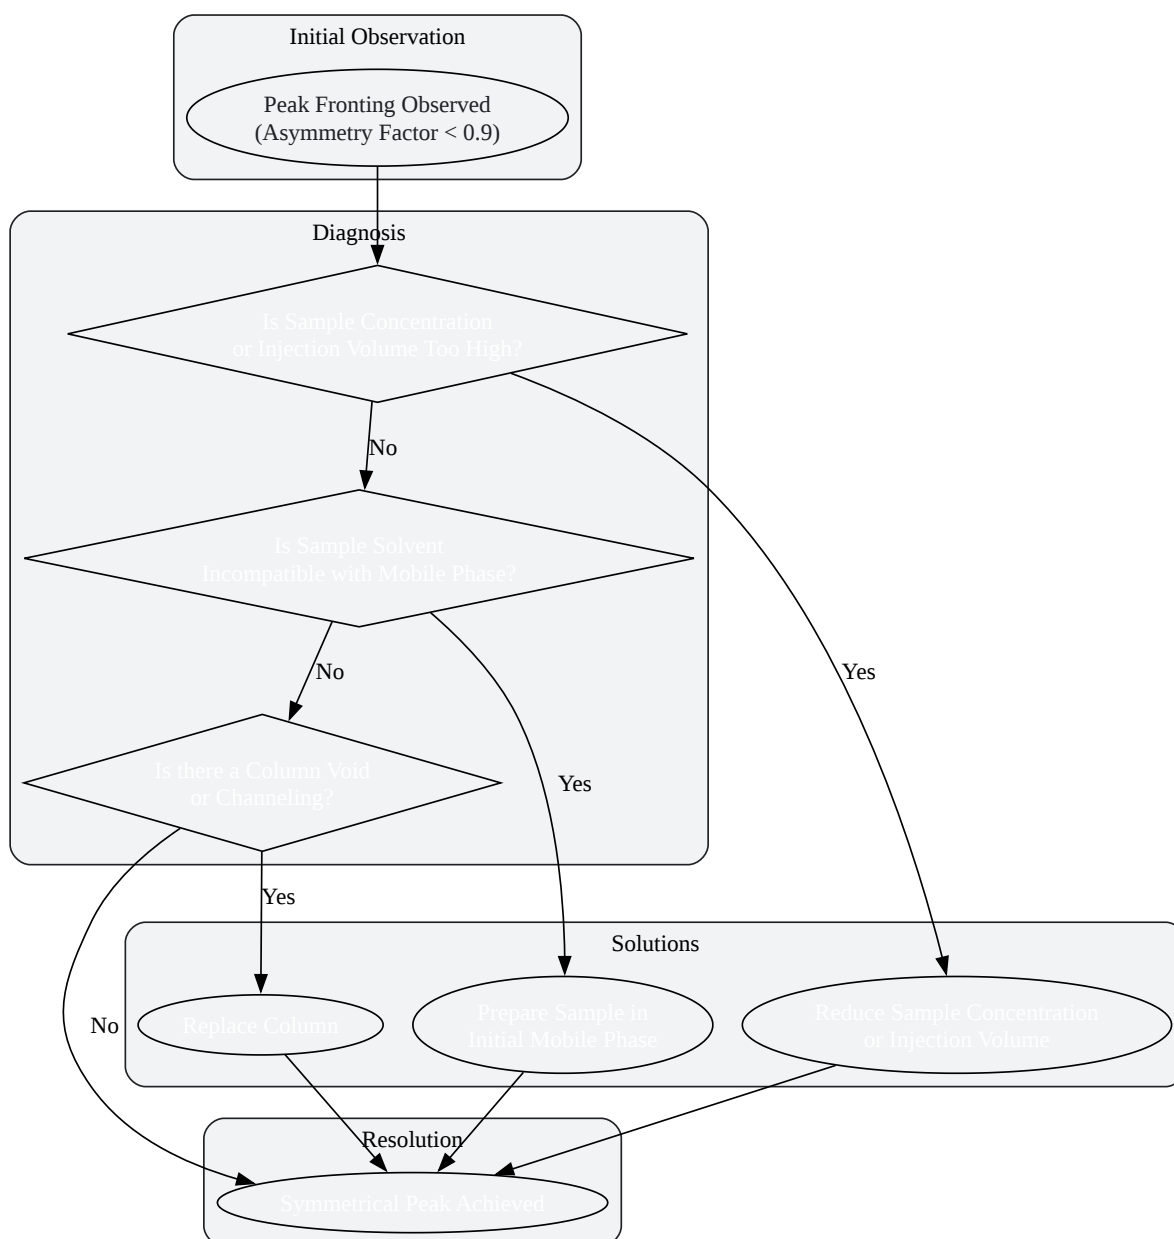 Initial Observation
Peak Fronting Observed
(Asymmetry Factor < 0.9)
Diagnosis
Is Sample Concentration
or Injection Volume Too High?
No
Is Sample Solvent
Incompatible with Mobile Phase?
No
Yes
Is there a Column Void
or Channeling?
Yes
Yes
No
Solutions
Replace Column
Prepare Sample in
Initial Mobile Phase
Reduce Sample Concentration
or Injection Volume
Resolution
Symmetrical Peak Achieved